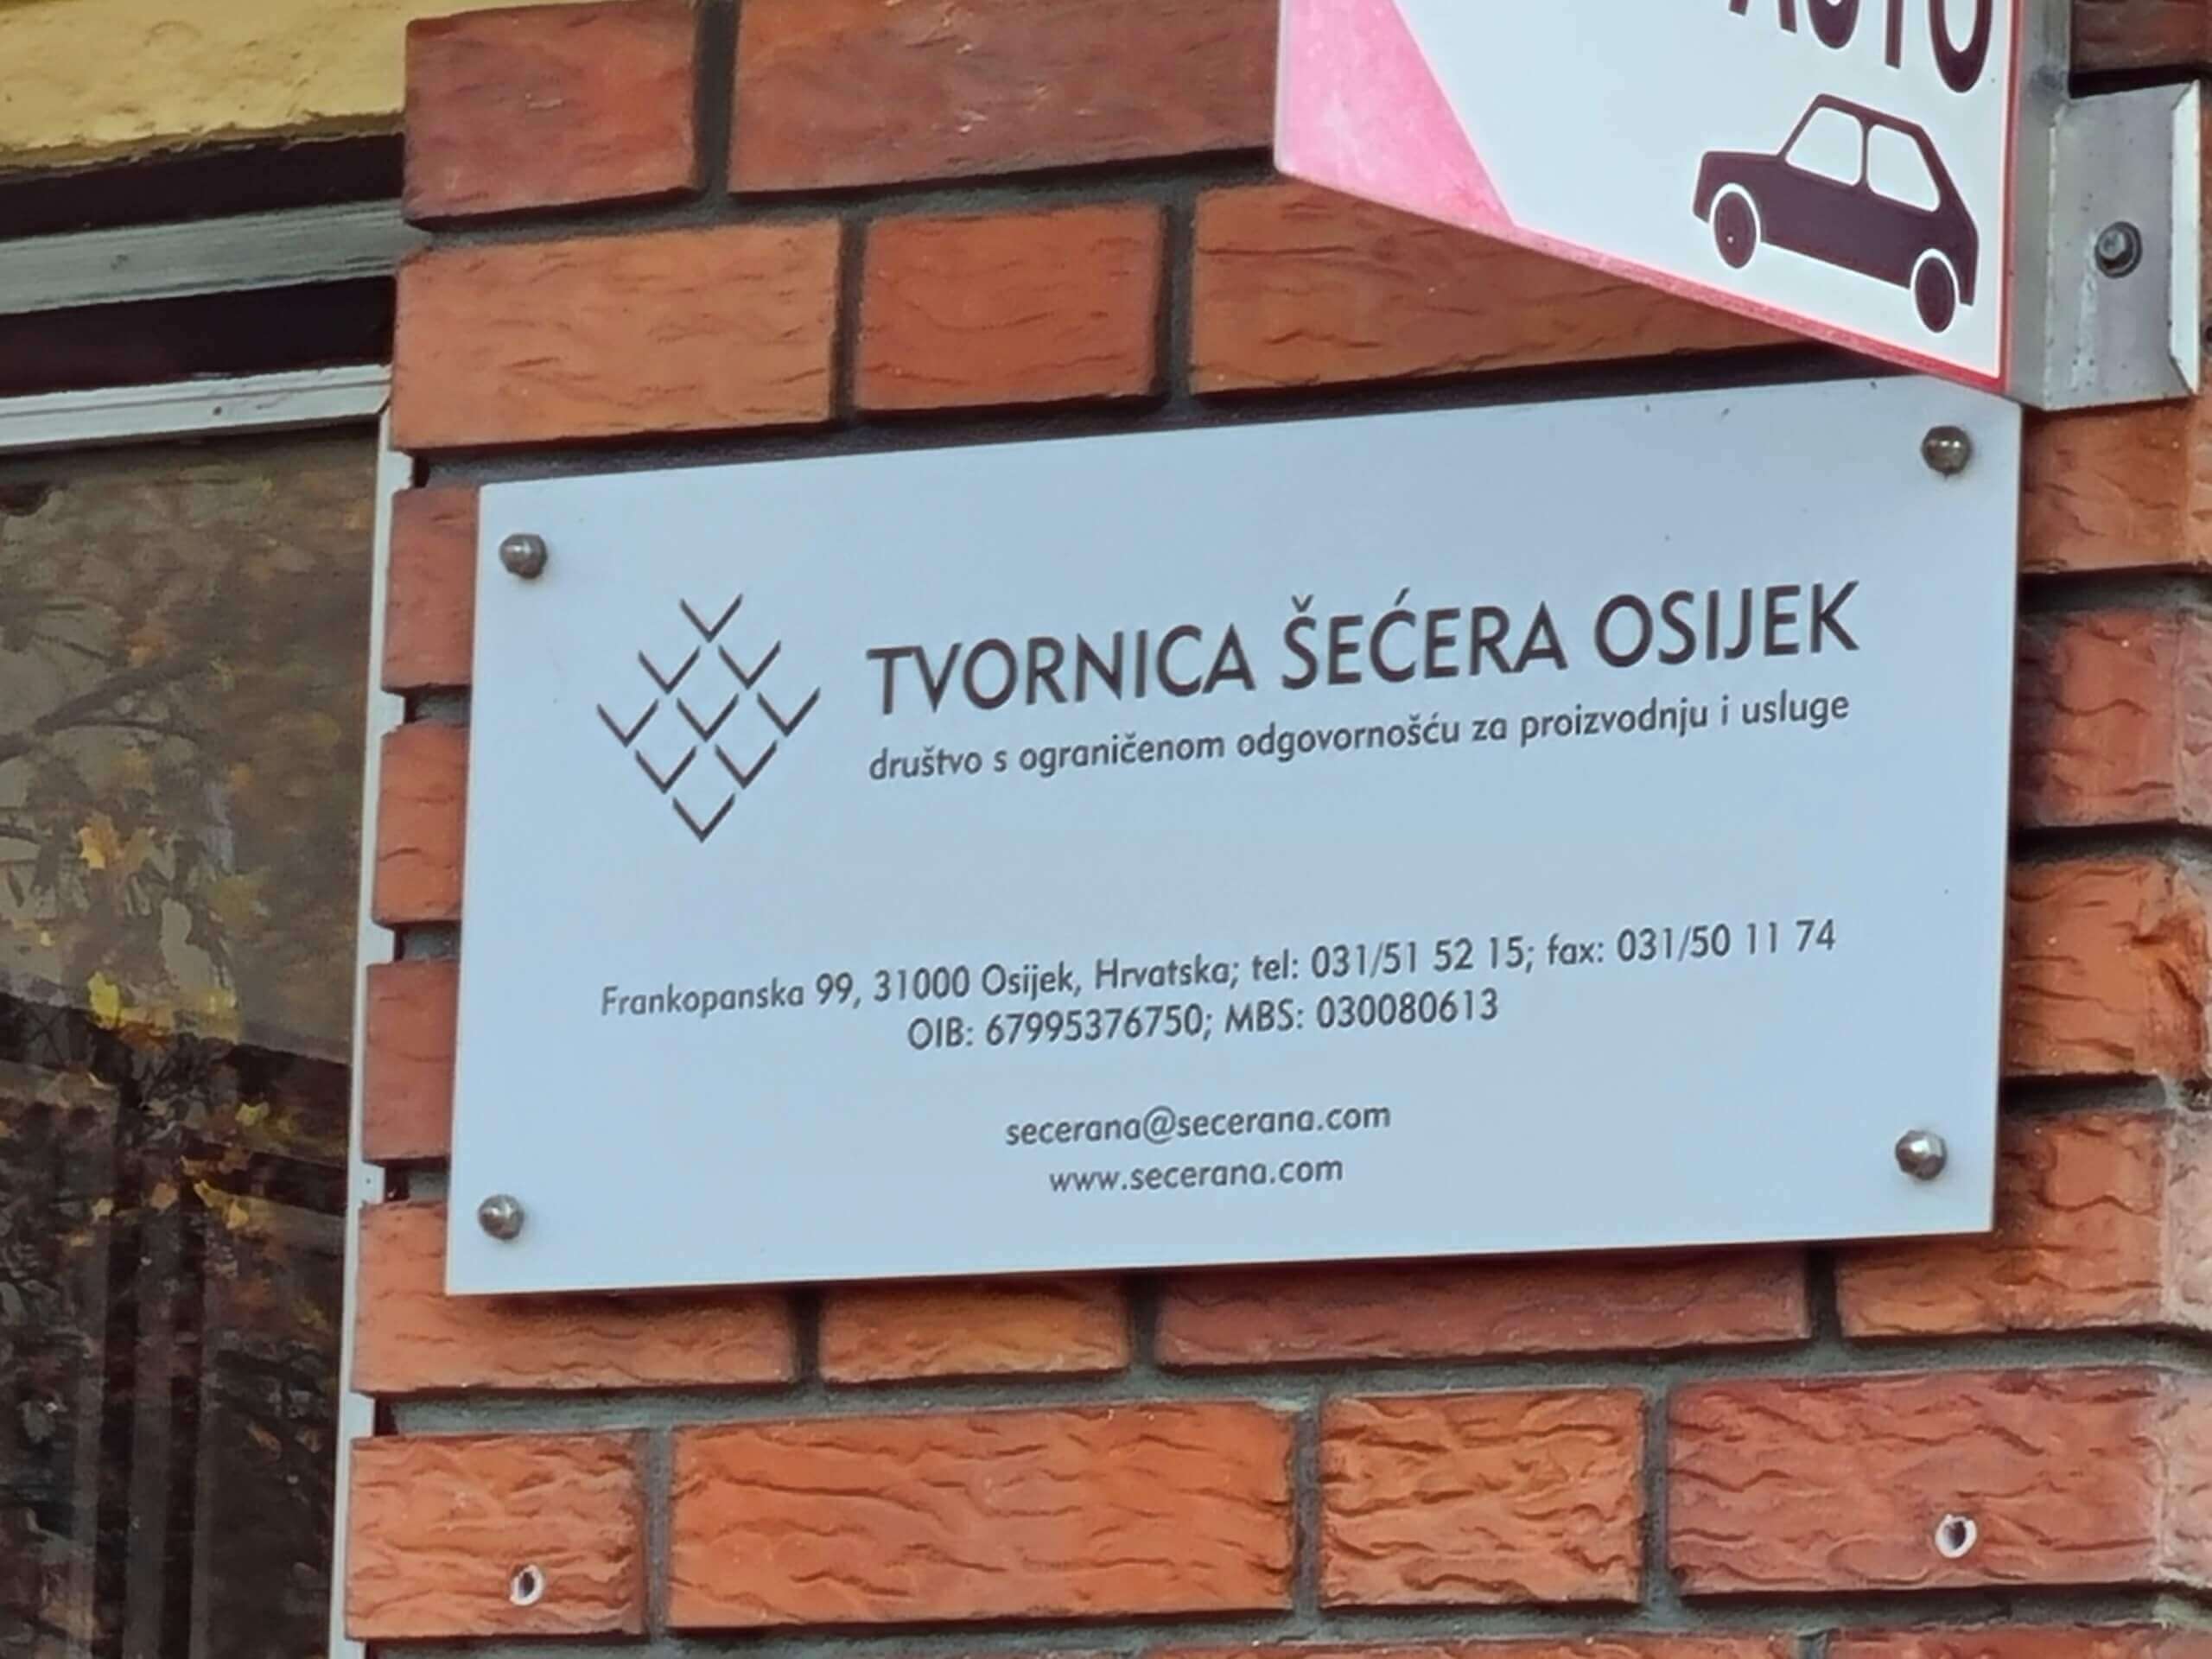 AUTO
TVORNICA ŠEĆERA OSIJEK
društvo s ograničenom odgovornošću za proizvodnju i usluge
Frankopanska 99, 31000 Osijek, Hrvatska; tel: 031/51 52 15; fax: 031/50 11 74
OIB: 67995376750; MBS: 030080613
secerana@secerana.com
www.secerana.com